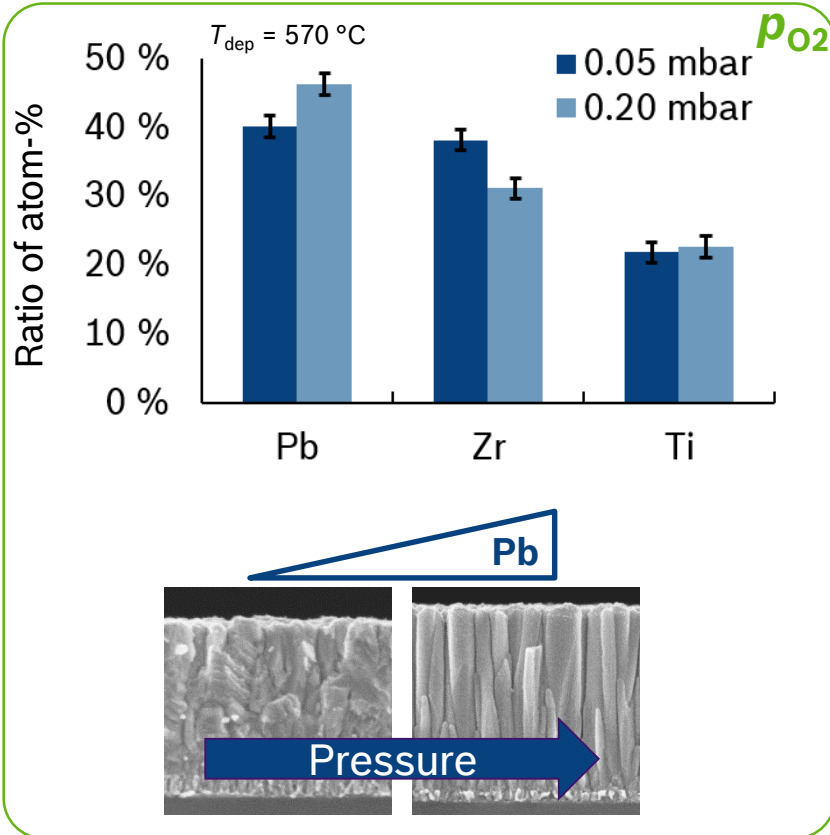 T_dep = 570 °C
p_O2
0.05 mbar
0.20 mbar
Ratio of atom-%
50 %
40 %
30 %
20 %
10 %
0 %
Pb
Zr
Ti
Pb
Pressure